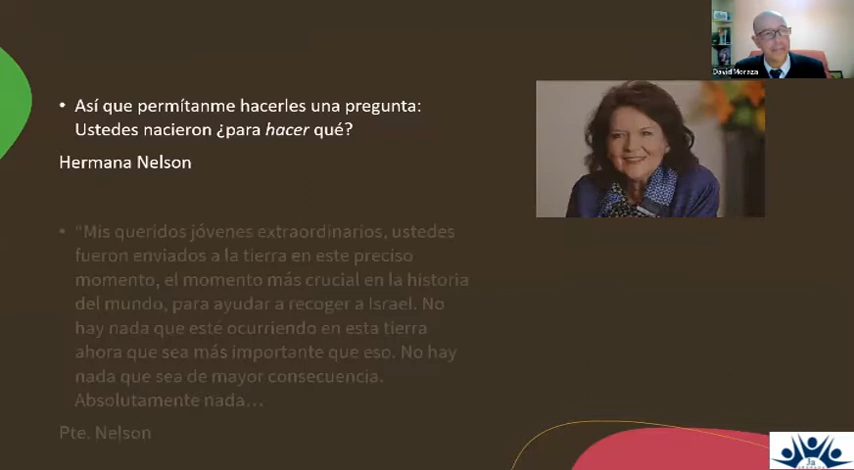 David Moraza
• Así que permítanme hacerles una pregunta:
Ustedes nacieron ¿para hacer qué?
Hermana Nelson
• “Mis queridos jóvenes extraordinarios, ustedes
fueron enviados a la tierra en este preciso
momento, el momento más crucial en la historia
del mundo, para ayudar a recoger a Israel. No
hay nada que esté ocurriendo en esta tierra
ahora que sea más importante que eso. No hay
nada que sea de mayor consecuencia.
Absolutamente nada…
Pte. Nelson